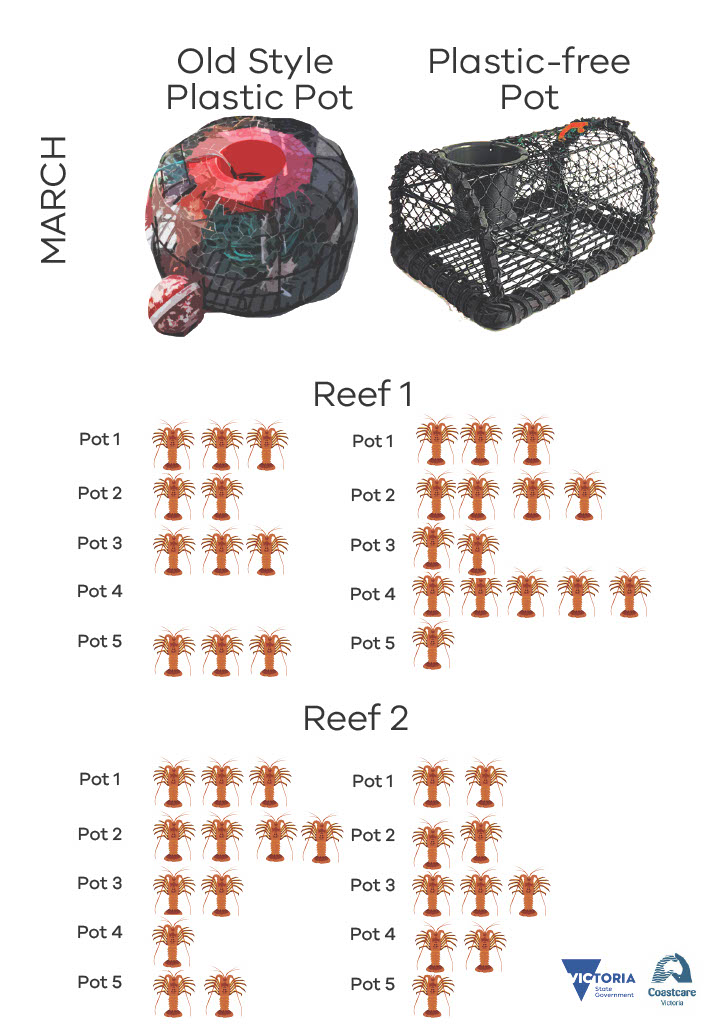 Old Style
Plastic Pot
Plastic-free
Pot
MARCH
Reef 1
Pot 1
Pot 1
Pot 2
Pot 2
Pot 3
Pot 3
Pot 4
Pot 4
Pot 5
Pot 5
Reef 2
Pot 1
Pot 1
Pot 2
Pot 2
Pot 3
Pot 3
Pot 4
Pot 4
Pot 5
Pot 5
VICTORIA
State
Government
Coastcare
Victoria